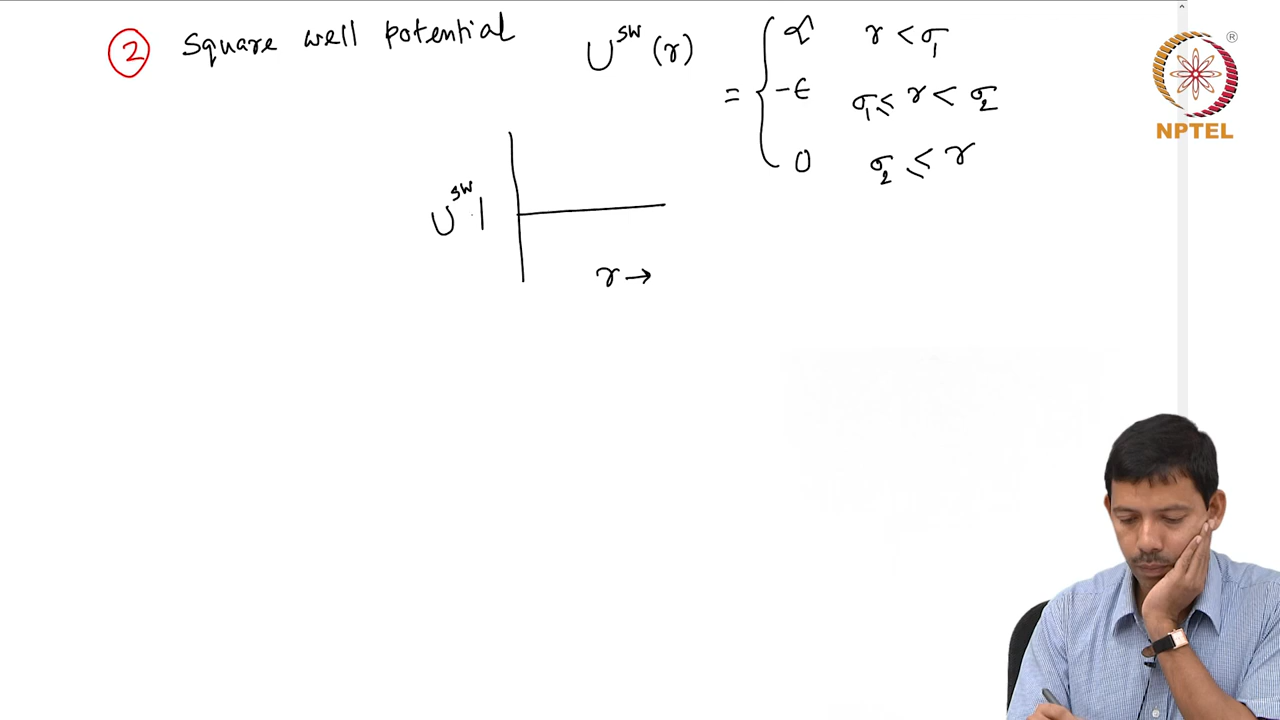 ② Square well potential U^SW (r)
= { ∝ r < σ₁
-ϵ σ₁ ≤ r < σ₂
0 σ₂ ≤ r
U^SW |
r →
® 
NPTEL